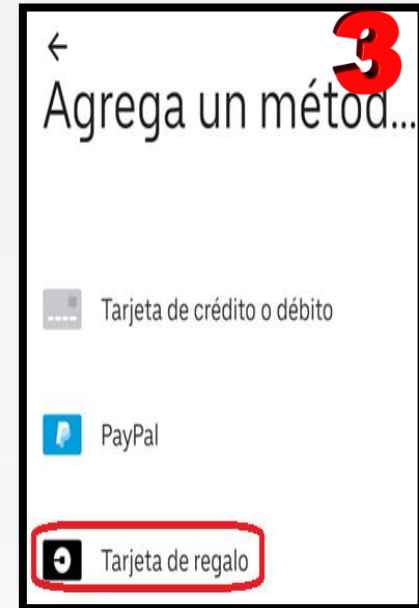 3
Agrega un métod...
Tarjeta de crédito o débito
PayPal
Tarjeta de regalo